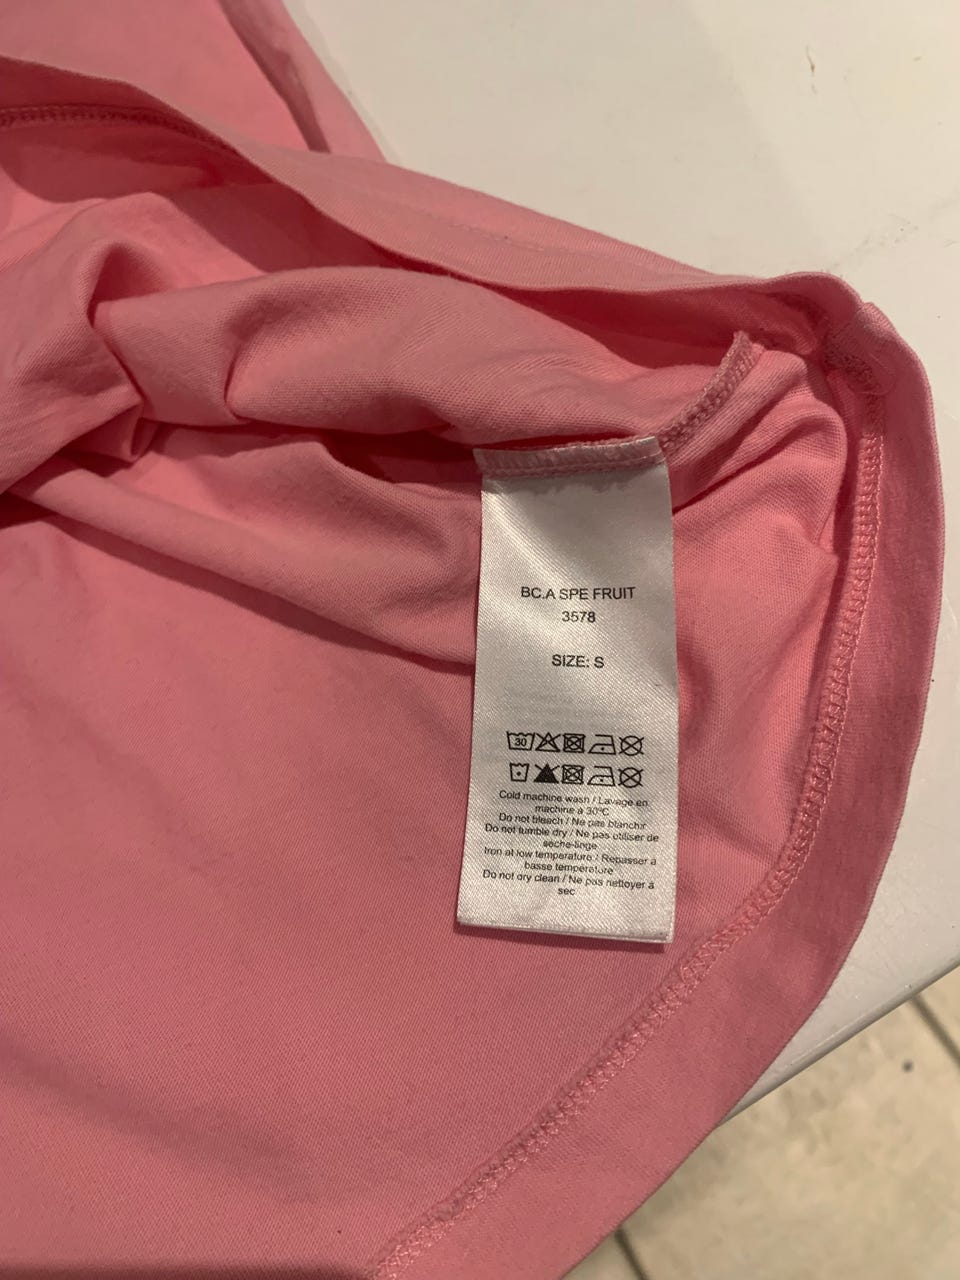 BC.A SPE FRUIT
3578
SIZE: S
30
Cold machine wash / Lavage en
machine à 30°C
Do not bleach / Ne pas blanchir
Do not tumble dry / Ne pas utiliser de
sèche-linge
Iron at low temperature / Repasser à
basse température
Do not dry clean / Ne pas nettoyer à
sec